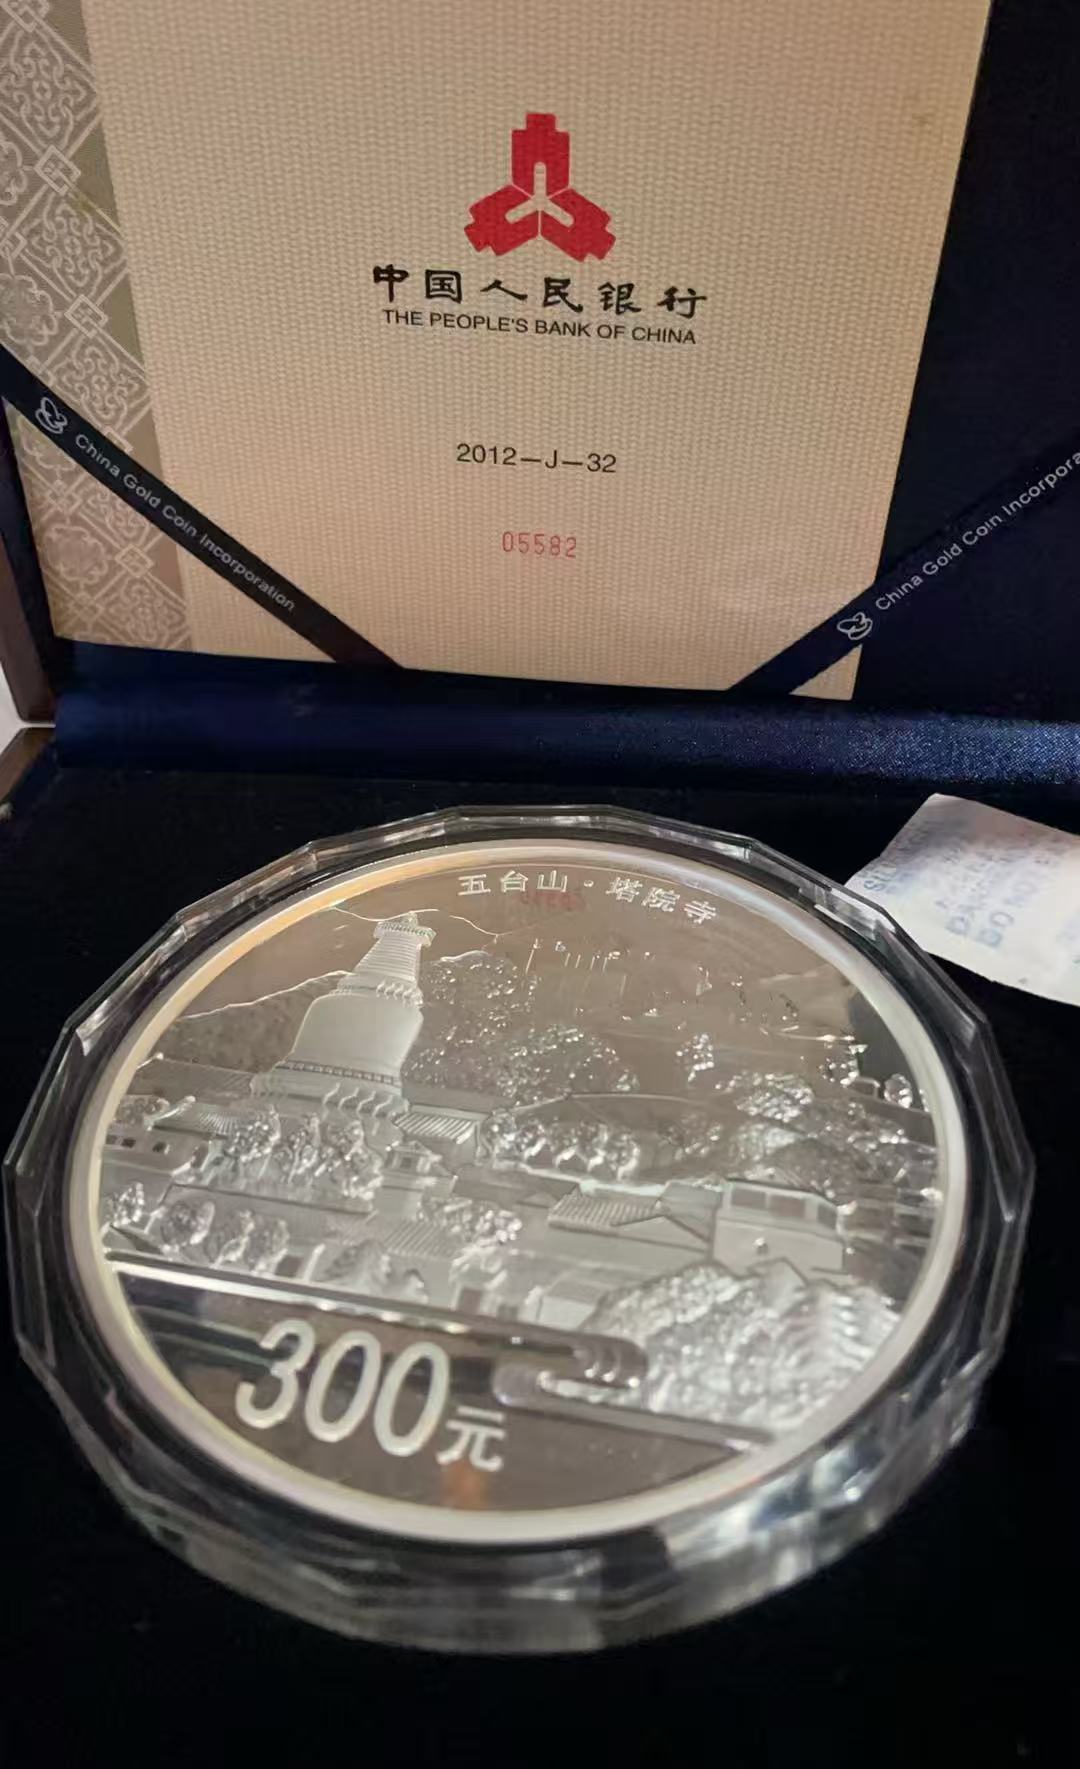 中国人民银行
THE PEOPLE'S BANK OF CHINA
2012-J-32
05582
China Gold Coin Incorporation
China Gold Coin Incorpora
五台山·塔院寺
300元